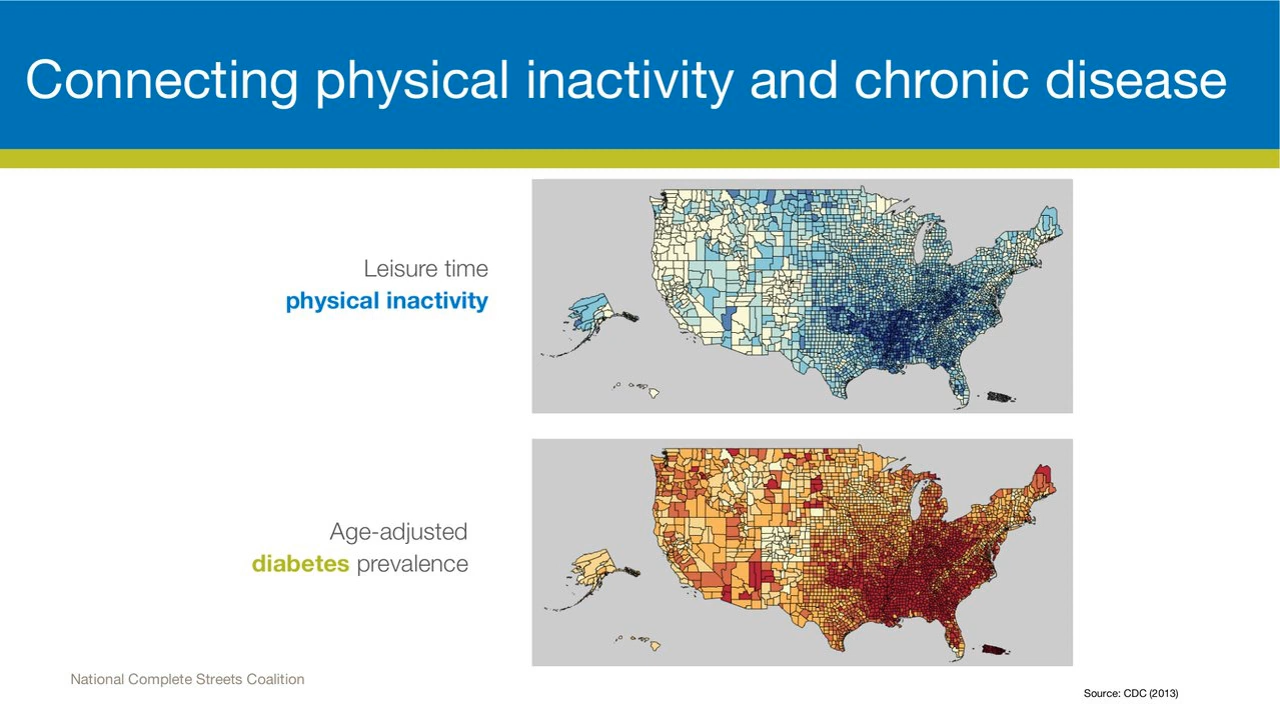 Connecting physical inactivity and chronic disease
Leisure time
physical inactivity
Age-adjusted
diabetes prevalence
National Complete Streets Coalition
Source: CDC (2013)